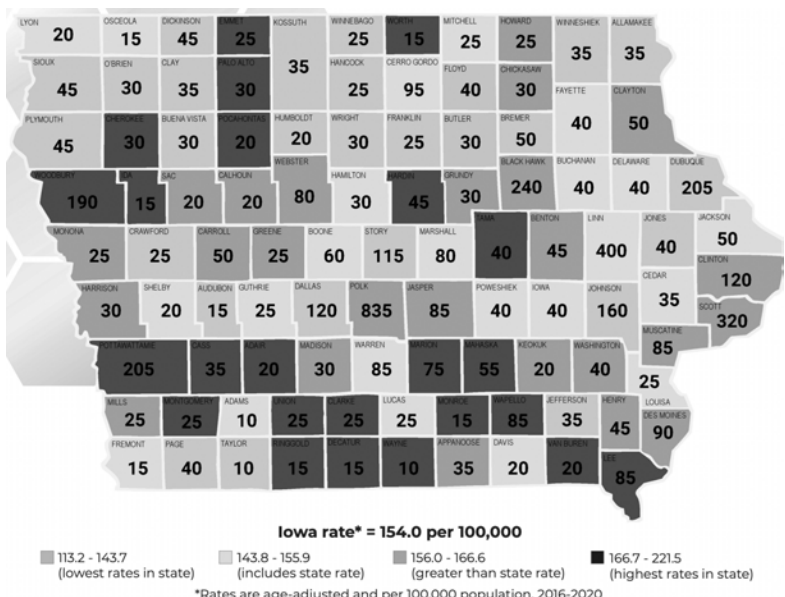 LYON OSCEOLA DICKINSON EMMET KOSSUTH WINNEBAGO WORTH MITCHELL HOWARD WINNESHIEK ALLAMAKEE
20 15 45 25 35 25 15 25 25 35 35
SIOUX O'BRIEN CLAY PALO ALTO HANCOCK CERRO GORDO FLOYD CHICKASAW
45 30 35 30 25 95 40 30
FAYETTE CLAYTON
40 50
PLYMOUTH CHEROKEE BUENA VISTA POCAHONTAS HUMBOLDT WRIGHT FRANKLIN BUTLER BREMER
45 30 30 20 20 30 25 30 50
WOODBURY IDA SAC CALHOUN WEBSTER HAMILTON HARDIN GRUNDY BLACK HAWK BUCHANAN DELAWARE DUBUQUE
190 15 20 20 80 30 45 30 240 40 40 205
MONONA CRAWFORD CARROLL GREENE BOONE STORY MARSHALL TAMA BENTON LINN JONES JACKSON
25 25 50 25 60 115 80 40 45 400 40 50
CLINTON
120
HARRISON SHELBY AUDUBON GUTHRIE DALLAS POLK JASPER POWESHIEK IOWA JOHNSON CEDAR SCOTT
30 20 15 25 120 835 85 40 40 160 35 320
MUSCATINE
85
POTTAWATTAMIE CASS ADAIR MADISON WARREN MARION MAHASKA KEOKUK WASHINGTON
205 35 20 30 85 75 55 20 40 25
LOUISA
MILLS MONTGOMERY ADAMS UNION CLARKE LUCAS MONROE WAPELLO JEFFERSON HENRY DES MOINES
25 25 10 25 25 25 15 85 35 45 90
FREMONT PAGE TAYLOR RINGGOLD DECATUR WAYNE APPANOOSE DAVIS VAN BUREN LEE
15 40 10 15 15 10 35 20 20 85
Iowa rate* = 154.0 per 100,000
113.2 - 143.7 143.8 - 155.9 156.0 - 166.6 166.7 - 221.5
(lowest rates in state) (includes state rate) (greater than state rate) (highest rates in state)
*Rates are age-adjusted and per 100,000 population, 2016-2020